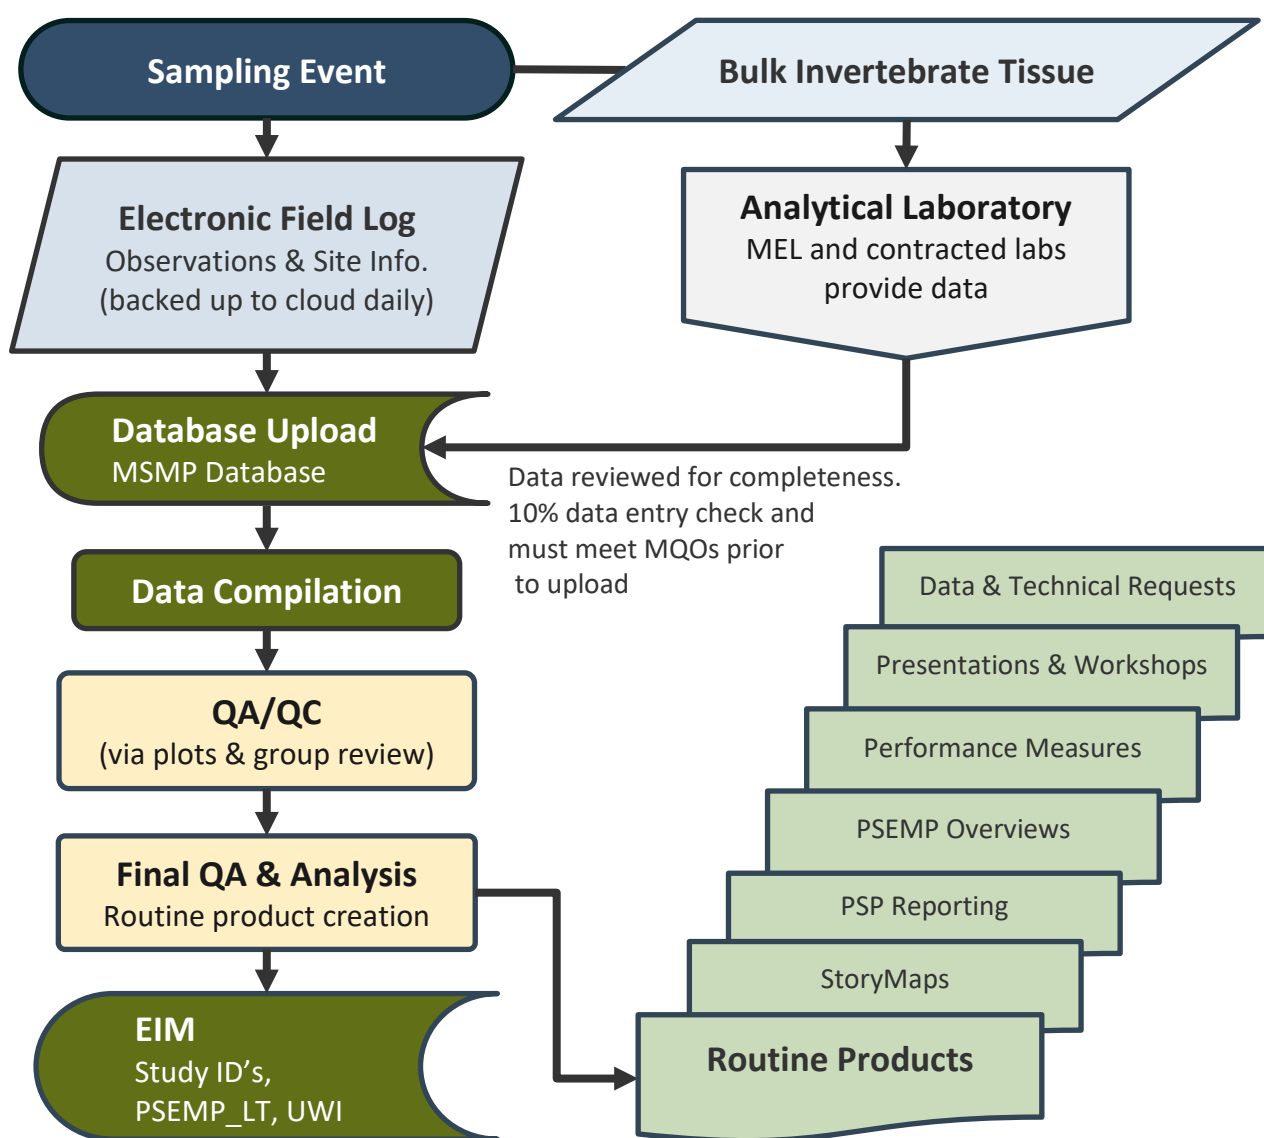 Sampling Event
Bulk Invertebrate Tissue
Electronic Field Log
Observations & Site Info.
(backed up to cloud daily)
Analytical Laboratory
MEL and contracted labs
provide data
Database Upload
MSMP Database
Data reviewed for completeness.
10% data entry check and
must meet MQOs prior
to upload
Data Compilation
QA/QC
(via plots & group review)
Final QA & Analysis
Routine product creation
EIM
Study ID’s,
PSEMP_LT, UWI
Data & Technical Requests
Presentations & Workshops
Performance Measures
PSEMP Overviews
PSP Reporting
StoryMaps
Routine Products